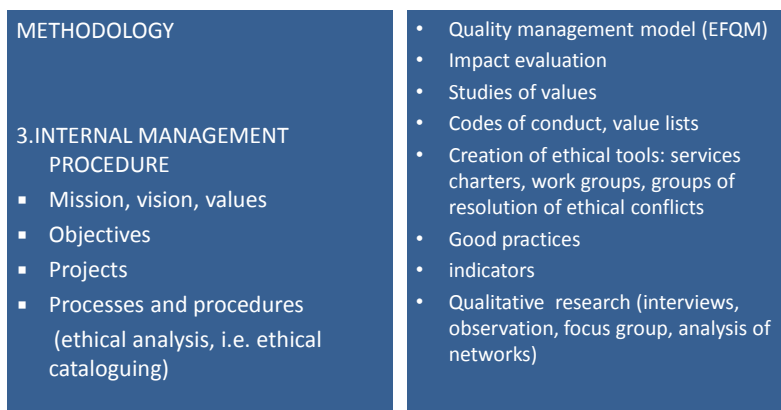 METHODOLOGY
3.INTERNAL MANAGEMENT
PROCEDURE
▪ Mission, vision, values
▪ Objectives
▪ Projects
▪ Processes and procedures
(ethical analysis, i.e. ethical
cataloguing)
• Quality management model (EFQM)
• Impact evaluation
• Studies of values
• Codes of conduct, value lists
• Creation of ethical tools: services
charters, work groups, groups of
resolution of ethical conflicts
• Good practices
• indicators
• Qualitative research (interviews,
observation, focus group, analysis of
networks)